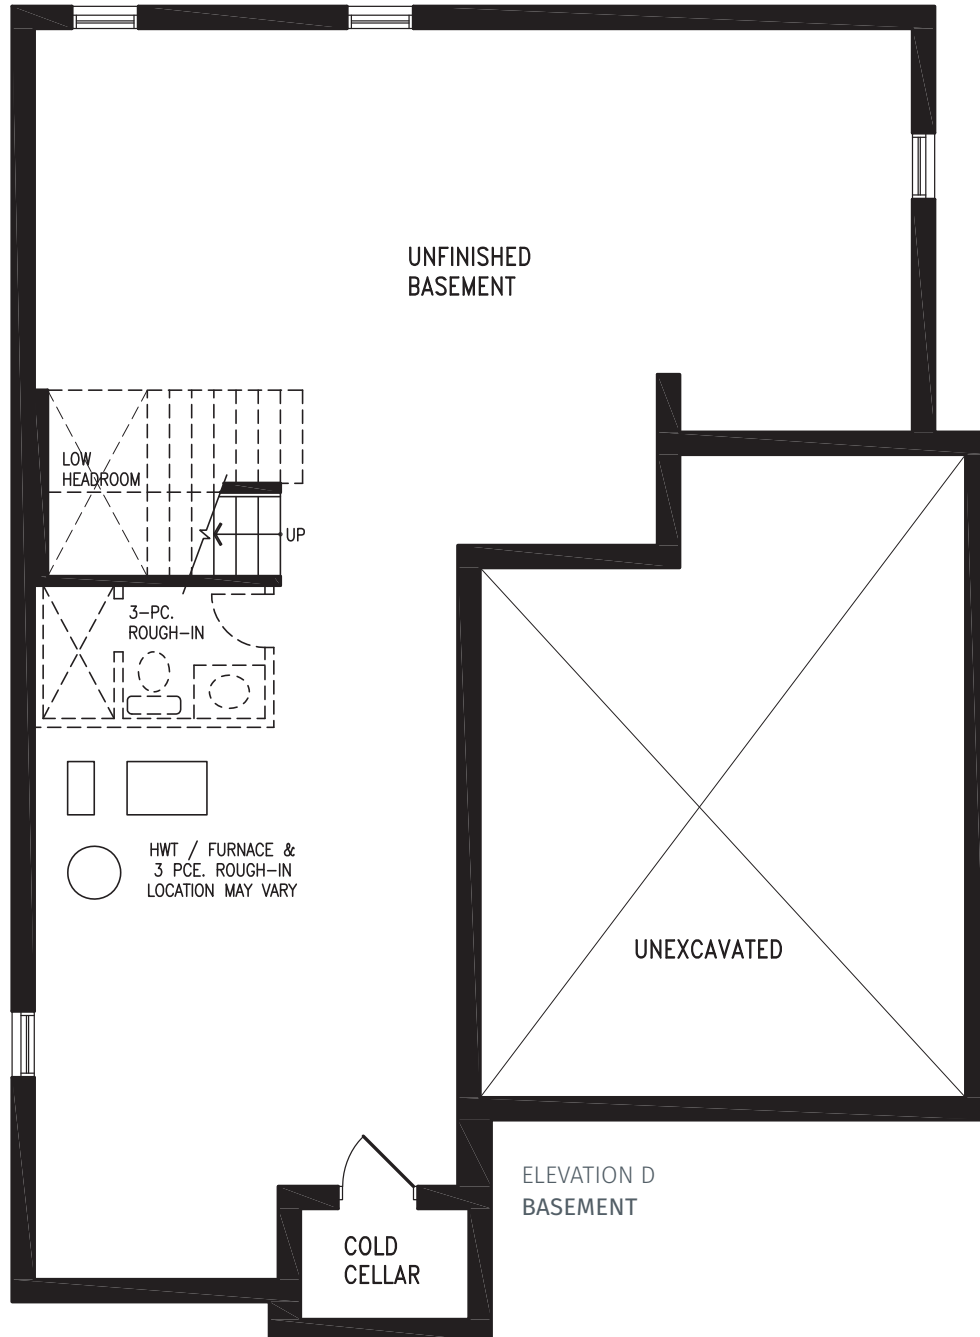 UNFINISHED
BASEMENT
LOW
HEADROOM
UP
3-PC.
ROUGH-IN
HWT / FURNACE &
3 PCE. ROUGH-IN
LOCATION MAY VARY
UNEXCAVATED
ELEVATION D
BASEMENT
COLD
CELLAR